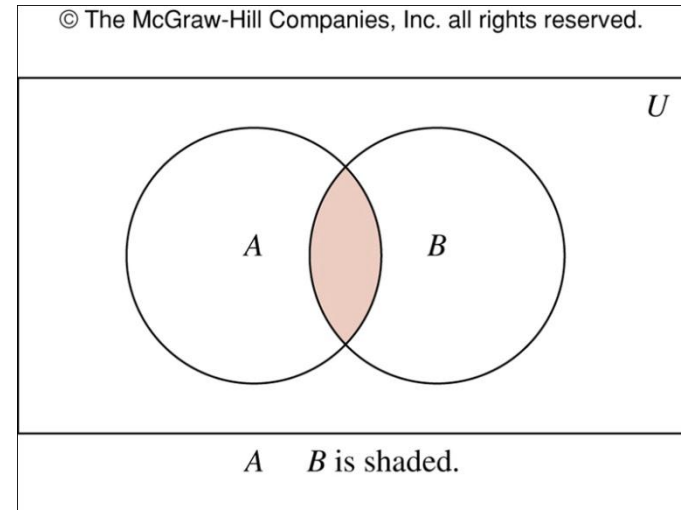 © The McGraw-Hill Companies, Inc. all rights reserved.
U
A B
A B is shaded.